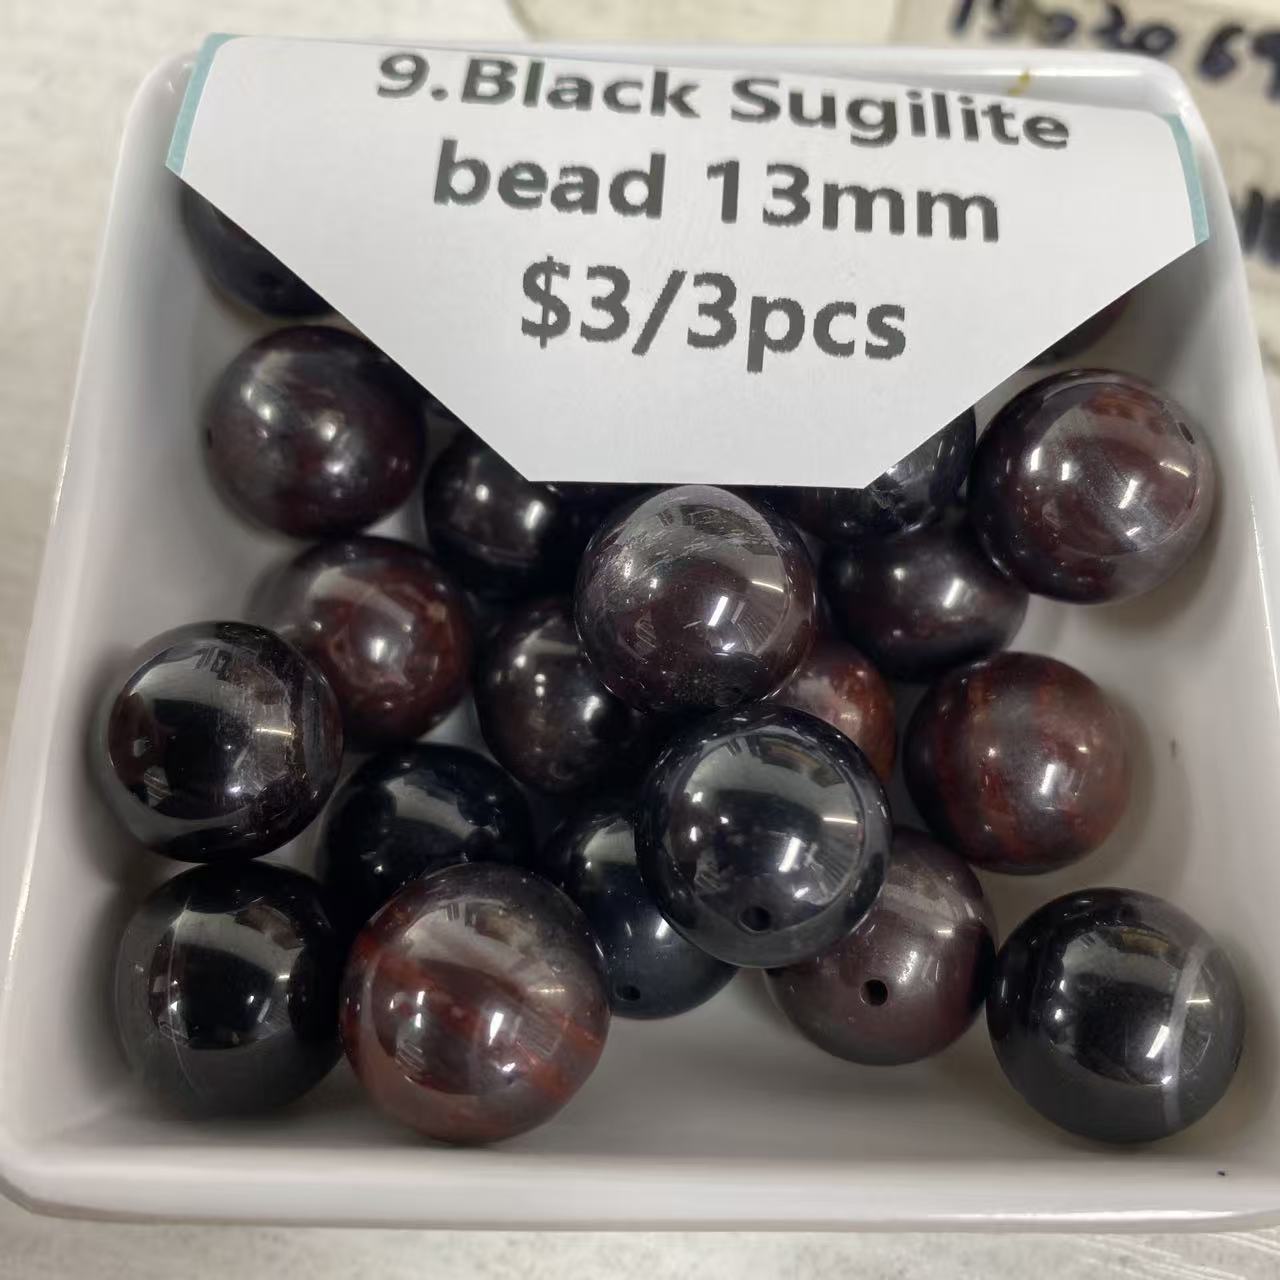 9.Black Sugilite
bead 13mm
$3/3pcs